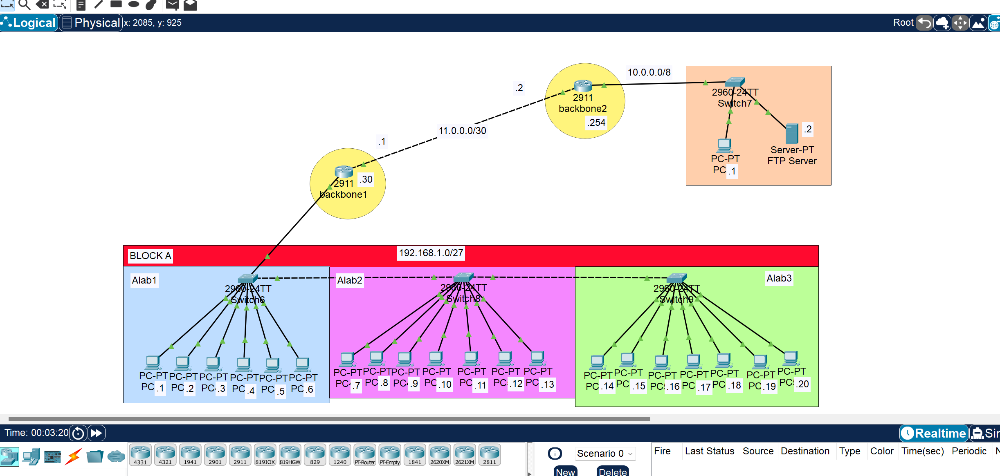 Logical
Physical
x: 2085, y: 925
Root
10.0.0.0/8
.2
2911
backbone2
.254
2960-24TT
Switch7
.2
Server-PT
FTP Server
PC-PT
PC .1
11.0.0.0/30
.1
.30
2911
backbone1
BLOCK A
192.168.1.0/27
Alab1
Alab2
Alab3
2960-24TT
Switch6
2960-24TT
Switch8
2960-24TT
Switch9
PC-PT PC-PT PC-PT PC-PT PC-PT PC-PT
PC .1 PC .2 PC .3 PC .4 PC .5 PC .6
PC-PT PC-PT PC-PT PC-PT PC-PT PC-PT PC-PT
PC .7 PC .8 PC .9 PC .10 PC .11 PC .12 PC .13
PC-PT PC-PT PC-PT PC-PT PC-PT PC-PT PC-PT
PC .14 PC .15 PC .16 PC .17 PC .18 PC .19 PC .20
Time: 00:03:20
Realtime
4331 4321 1941 2901 2911 819IOX 819HGW 829 1240 PT-Router PT-Empty 1841 2620XM 2621XM 2811
Scenario 0
New Delete
Fire Last Status Source Destination Type Color Time(sec) Periodic